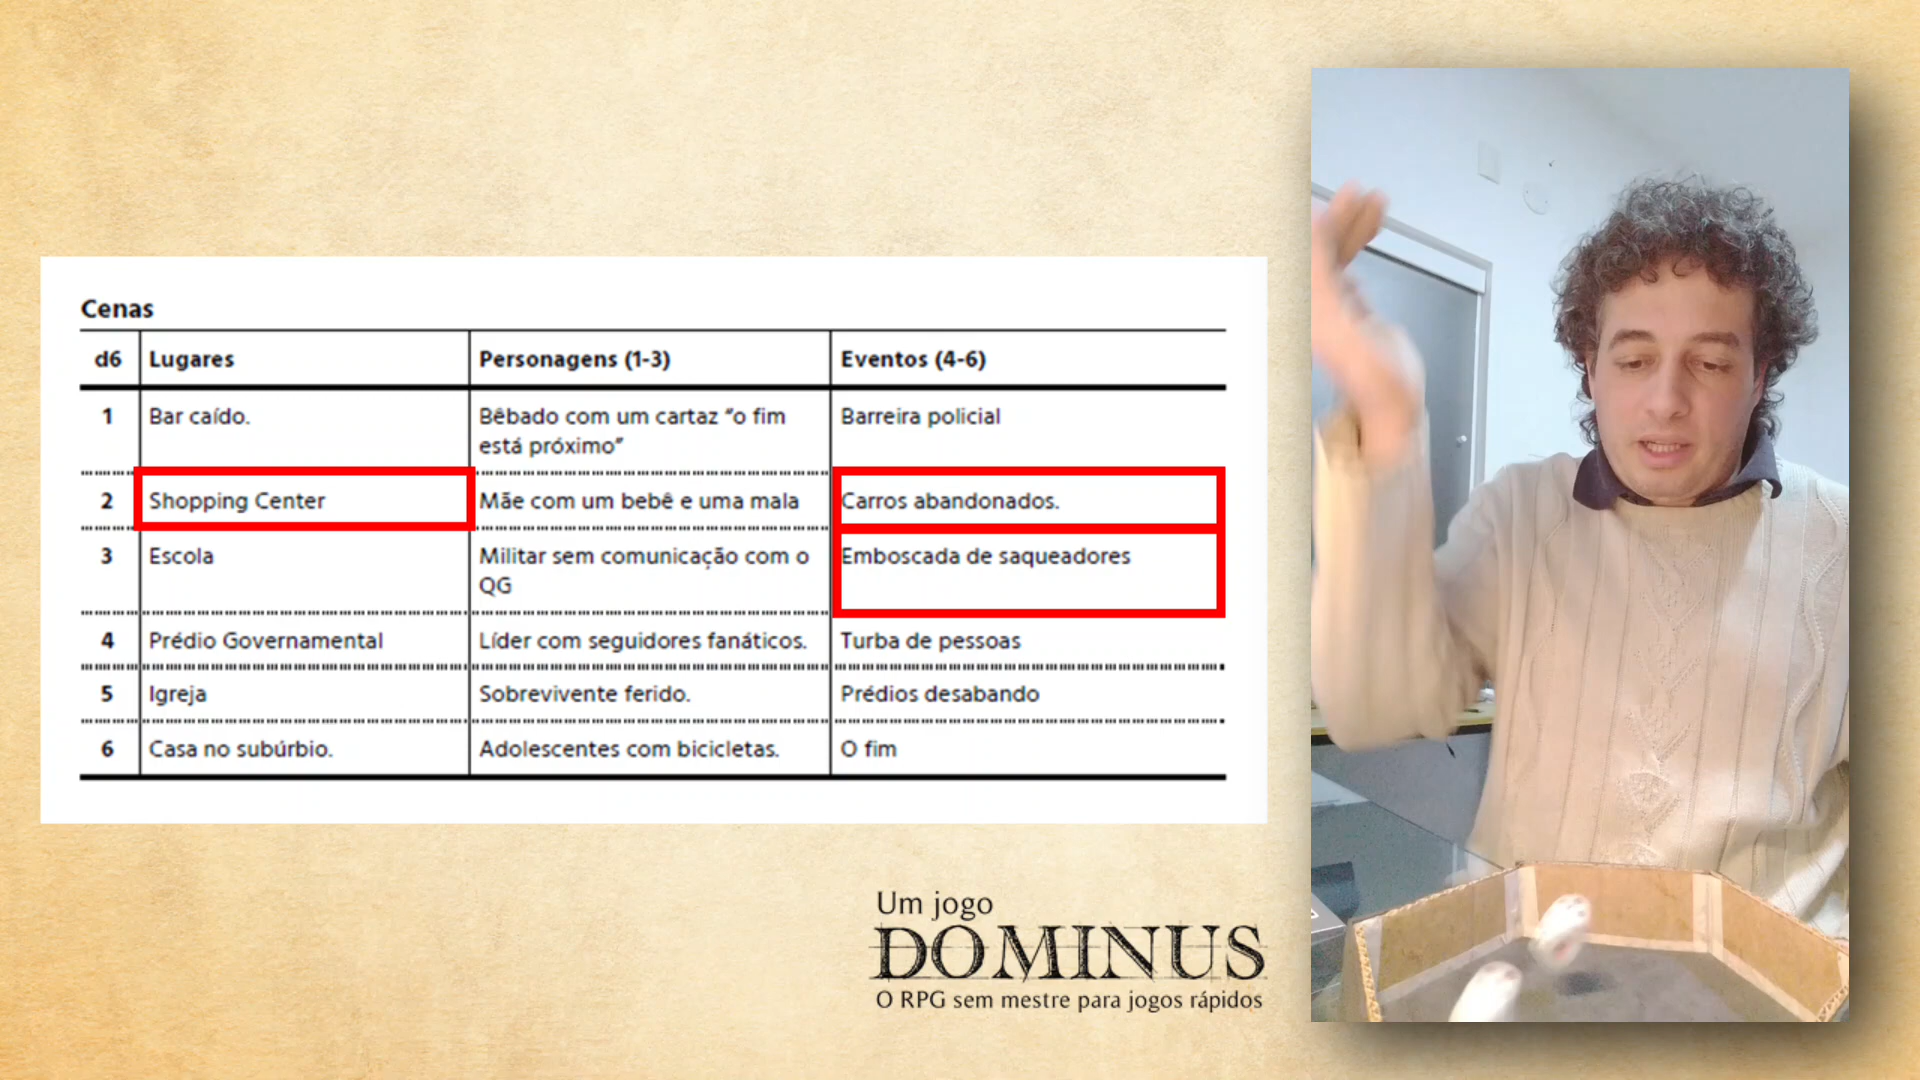 Cenas
d6 Lugares Personagens (1-3) Eventos (4-6)
1 Bar caído. Bêbado com um cartaz “o fim está próximo” Barreira policial
2 Shopping Center Mãe com um bebê e uma mala Carros abandonados.
3 Escola Militar sem comunicação com o QG Emboscada de saqueadores
4 Prédio Governamental Líder com seguidores fanáticos. Turba de pessoas
5 Igreja Sobrevivente ferido. Prédios desabando
6 Casa no subúrbio. Adolescentes com bicicletas. O fim
Um jogo
DOMINUS
O RPG sem mestre para jogos rápidos